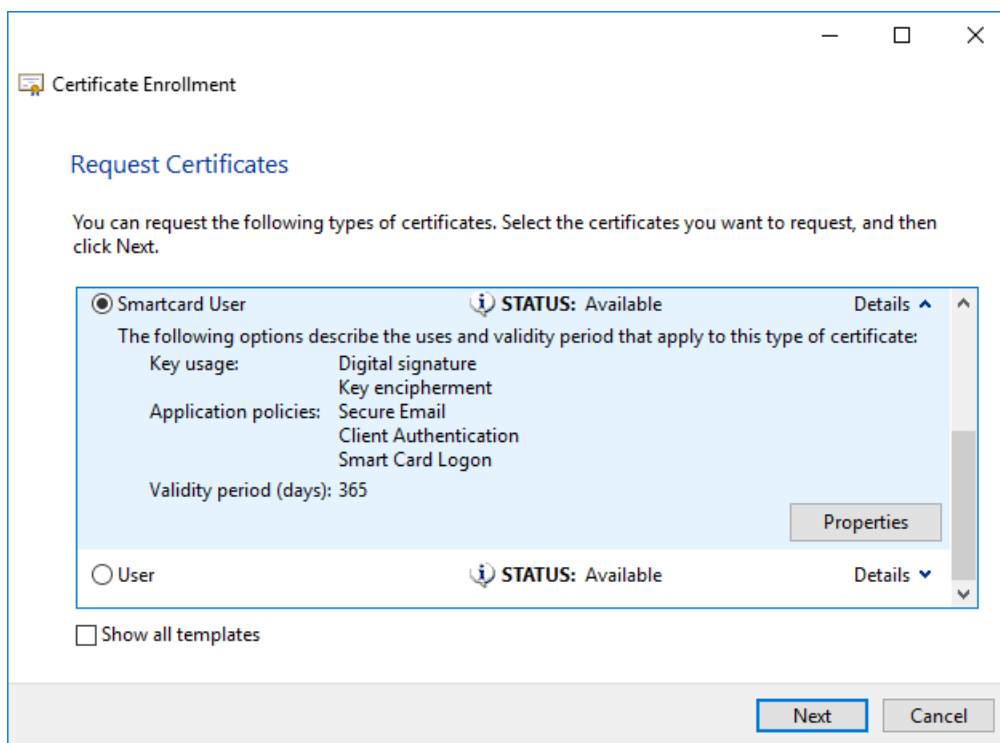 Certificate Enrollment
Request Certificates
You can request the following types of certificates. Select the certificates you want to request, and then
click Next.
Smartcard User STATUS: Available Details
The following options describe the uses and validity period that apply to this type of certificate:
Key usage: Digital signature
Key encipherment
Application policies: Secure Email
Client Authentication
Smart Card Logon
Validity period (days): 365
Properties
User STATUS: Available Details
Show all templates
Next Cancel